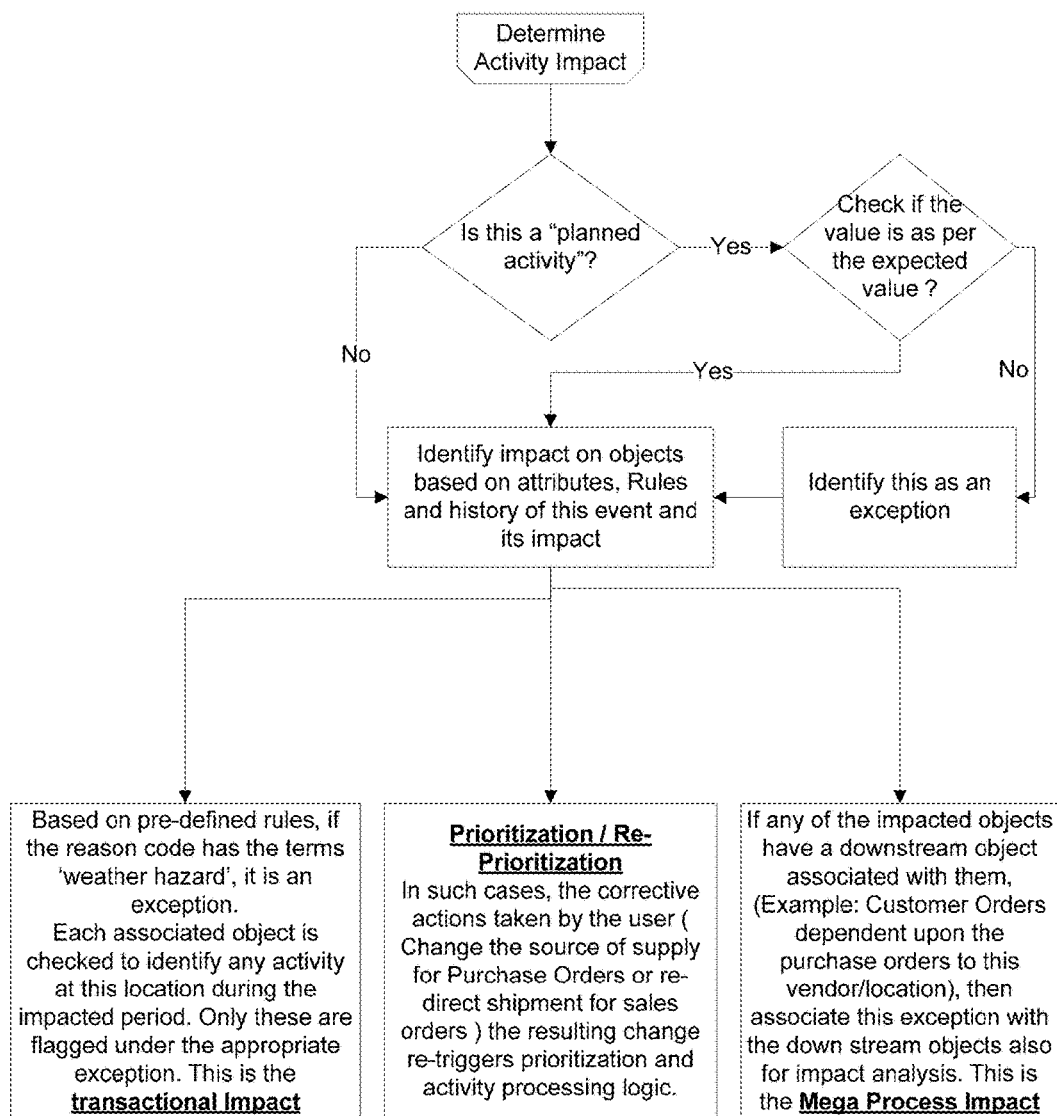 Determine
Activity Impact
Is this a “planned
activity”?
Yes
Check if the
value is as per
the expected
value ?
No
Yes
No
Identify impact on objects
based on attributes, Rules
and history of this event and
its impact
Identify this as an
exception
Based on pre-defined rules, if
the reason code has the terms
‘weather hazard’, it is an
exception.
Each associated object is
checked to identify any activity
at this location during the
impacted period. Only these are
flagged under the appropriate
exception. This is the
transactional Impact
Prioritization / Re-
Prioritization
In such cases, the corrective
actions taken by the user (
Change the source of supply
for Purchase Orders or re-
direct shipment for sales
orders ) the resulting change
re-triggers prioritization and
activity processing logic.
If any of the impacted objects
have a downstream object
associated with them,
(Example: Customer Orders
dependent upon the
purchase orders to this
vendor/location), then
associate this exception with
the down stream objects also
for impact analysis. This is
the Mega Process Impact